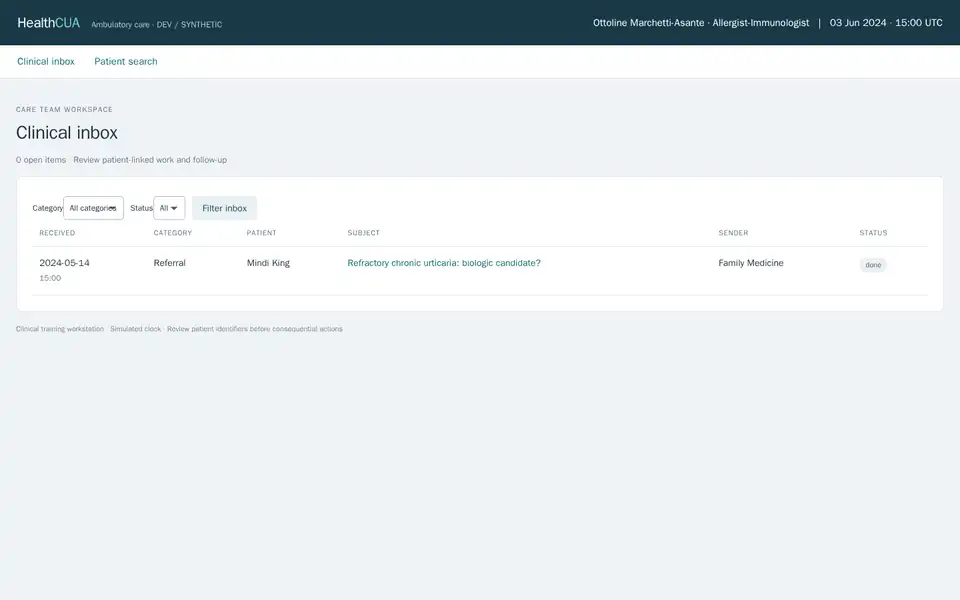 HealthCUA Ambulatory care · DEV / SYNTHETIC Ottoline Marchetti-Asante · Allergist-Immunologist | 03 Jun 2024 · 15:00 UTC
Clinical inbox Patient search
CARE TEAM WORKSPACE
Clinical inbox
0 open items · Review patient-linked work and follow-up
Category All categories Status All Filter inbox
RECEIVED CATEGORY PATIENT SUBJECT SENDER STATUS
2024-05-14 Referral Mindi King Refractory chronic urticaria: biologic candidate? Family Medicine done
15:00
Clinical training workstation · Simulated clock · Review patient identifiers before consequential actions